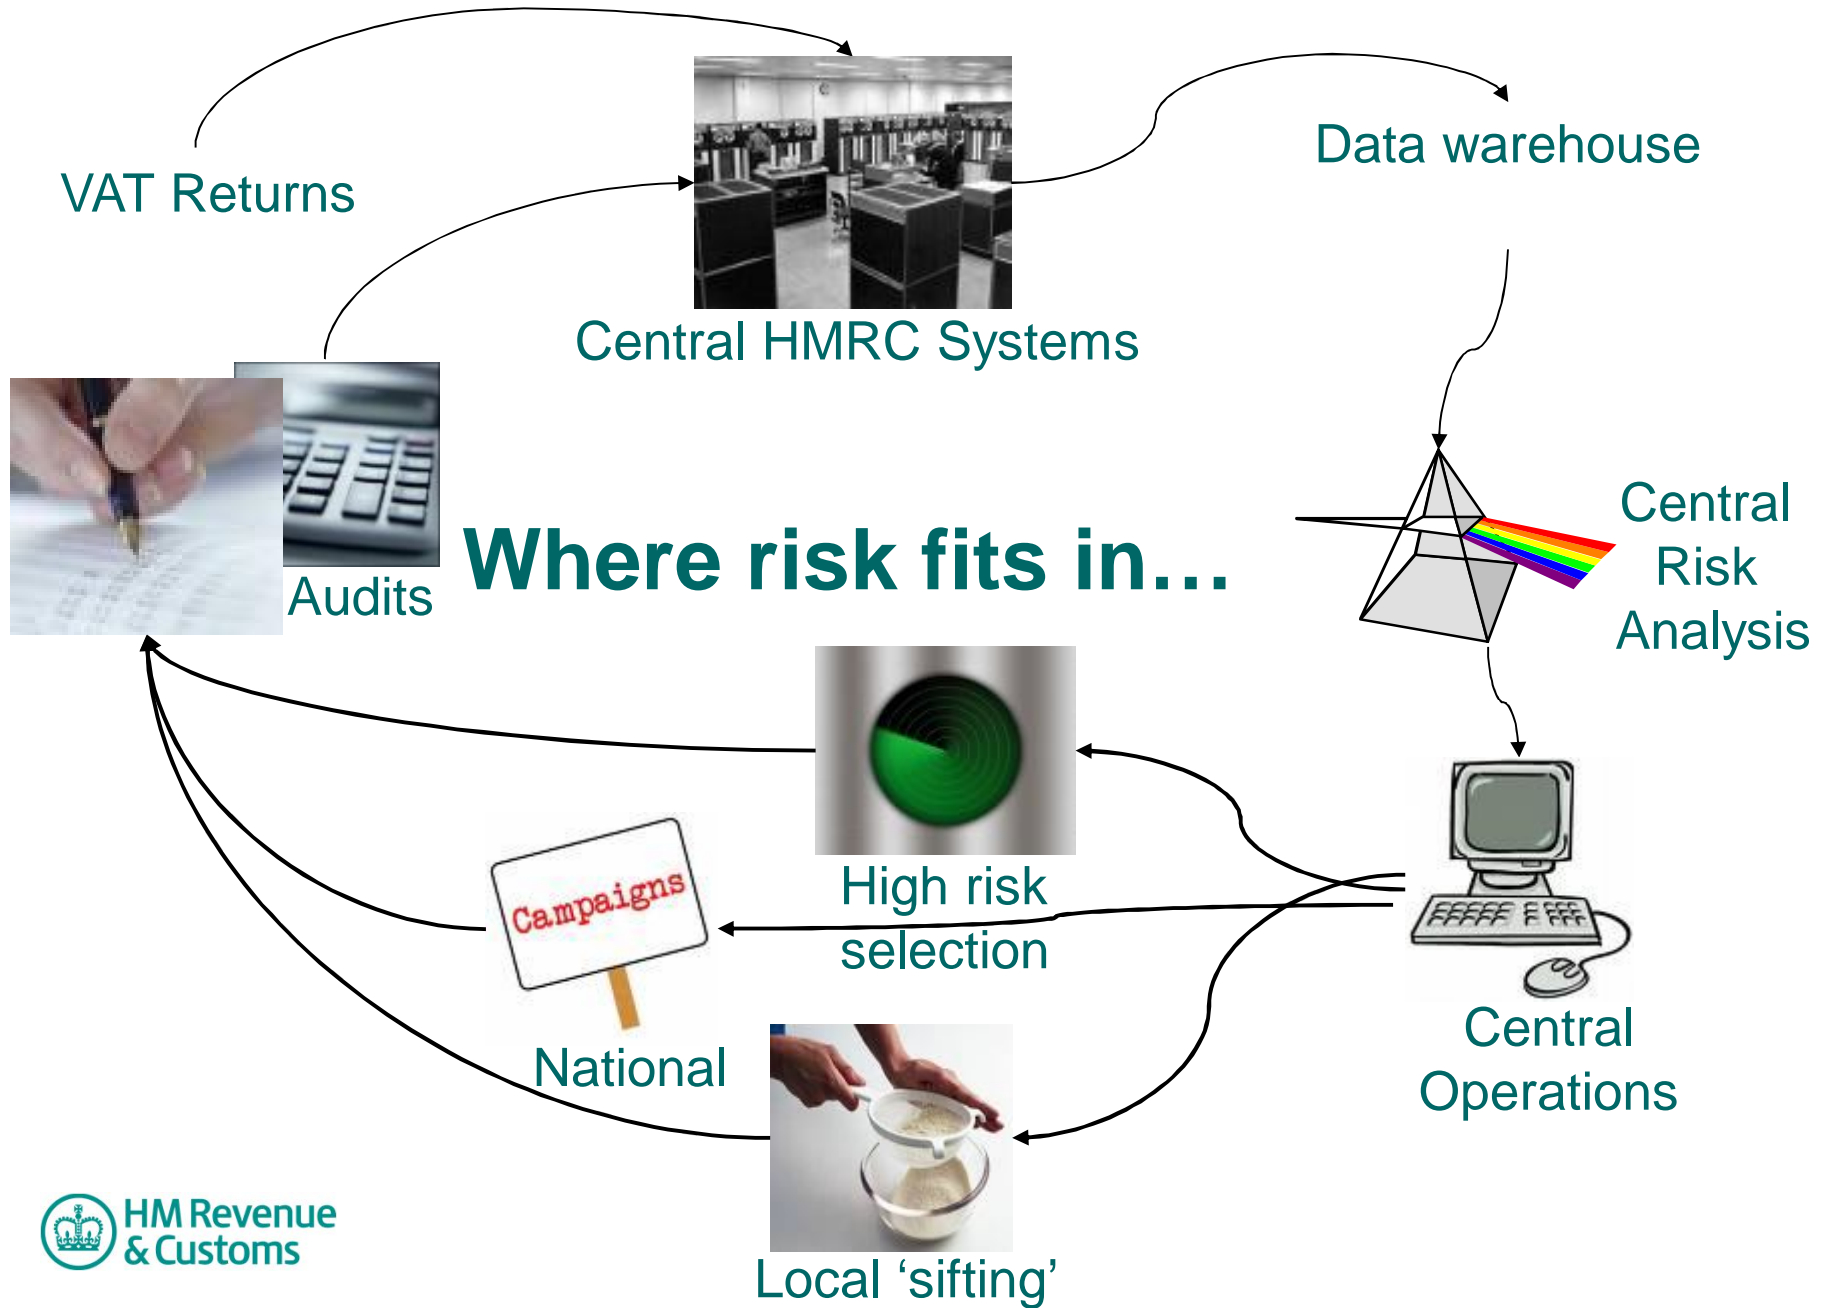 VAT Returns
Data warehouse
Central HMRC Systems
Audits
Where risk fits in…
Central
Risk
Analysis
High risk
selection
Campaigns
National
Central
Operations
Local ‘sifting’
HM Revenue
& Customs